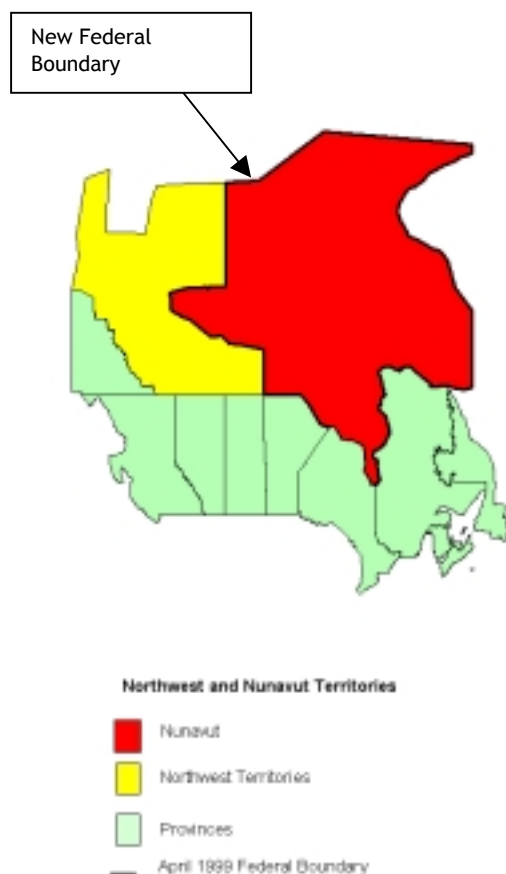 New Federal
Boundary
Northwest and Nunavut Territories
Nunavut
Northwest Territories
Provinces
April 1999 Federal Boundary